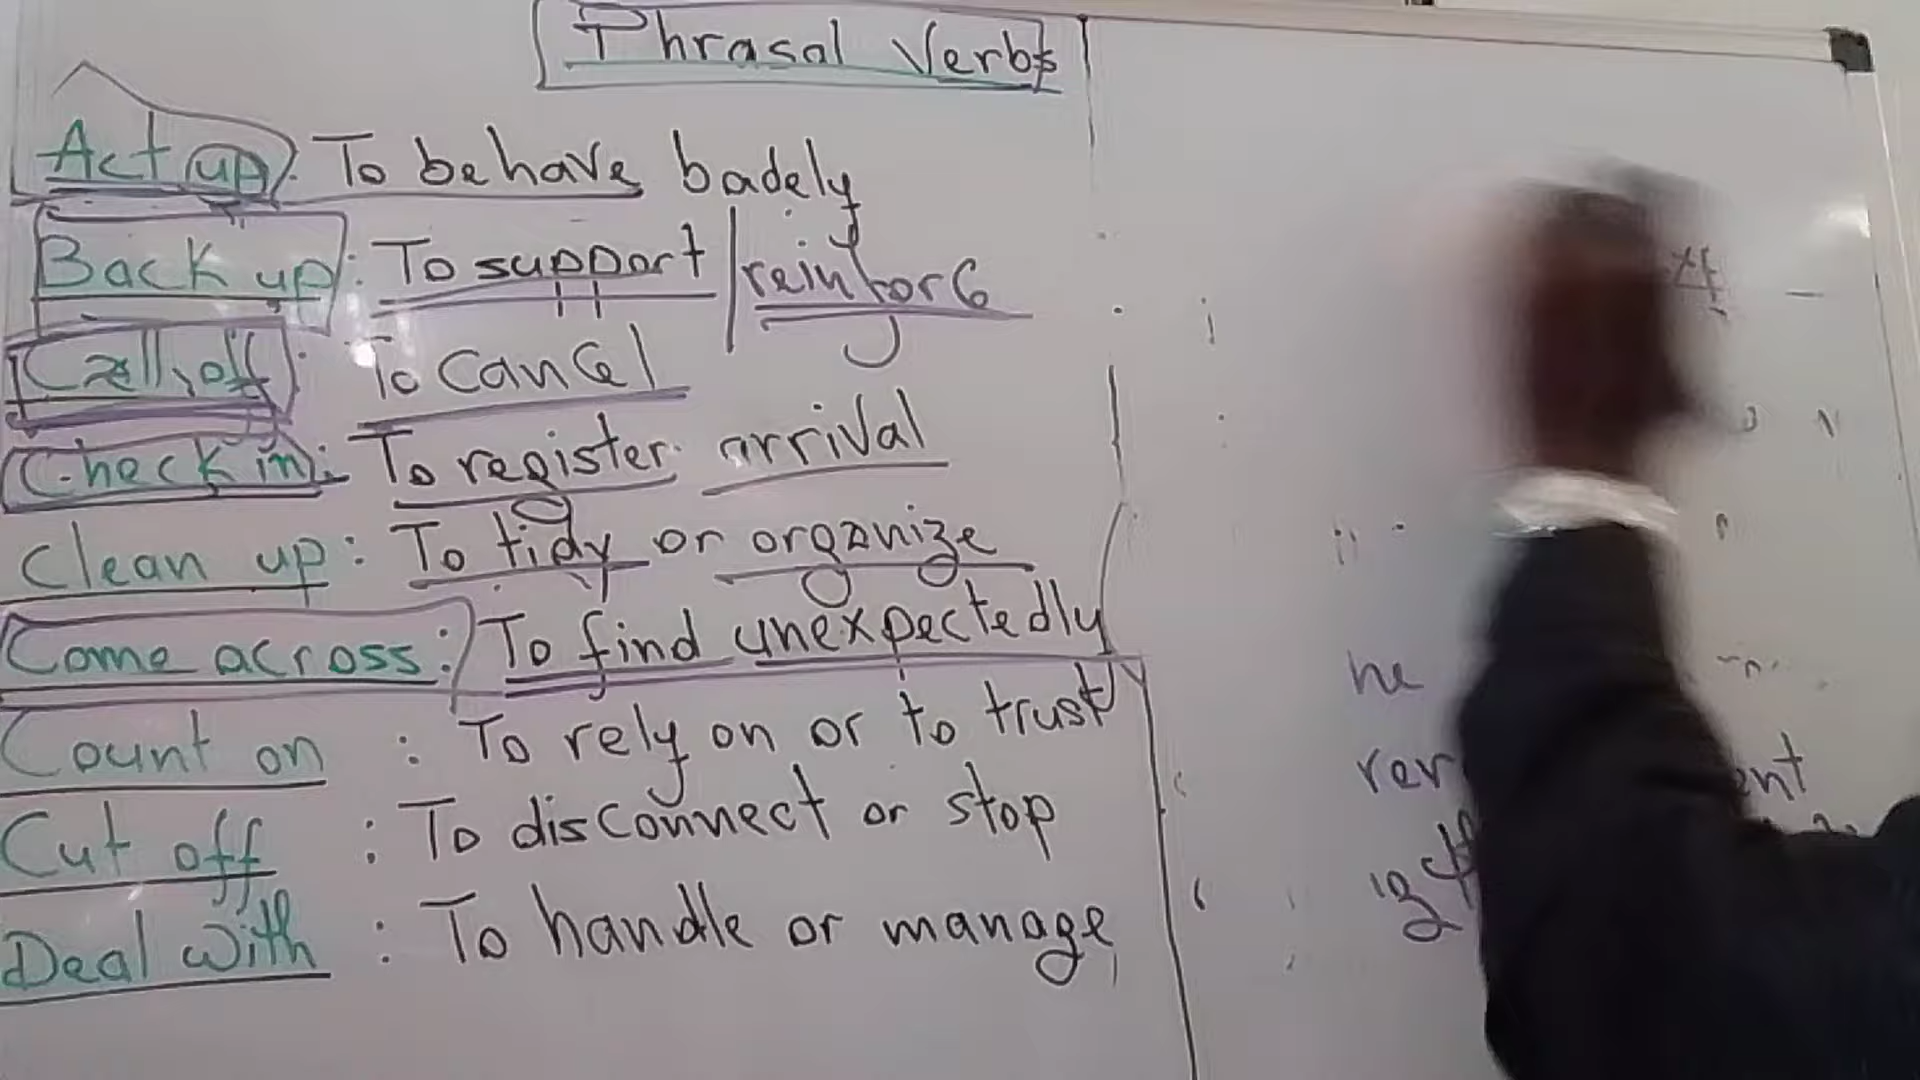 Phrasal Verbs
Act up: To behave badely
Back up: To support / reinforce
Call off: To cancel
Check in: To register arrival
Clean up: To tidy or organize
Come across: To find unexpectedly
Count on : To rely on or to trust
Cut off : To disconnect or stop
Deal with : To handle or manage